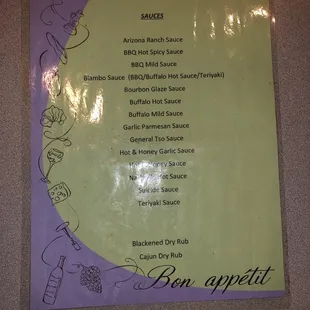 SAUCES
Arizona Ranch Sauce
BBQ Hot Spicy Sauce
BBQ Mild Sauce
Blambo Sauce (BBQ/Buffalo Hot Sauce/Teriyaki)
Bourbon Glaze Sauce
Buffalo Hot Sauce
Buffalo Mild Sauce
Garlic Parmesan Sauce
General Tso Sauce
Hot & Honey Garlic Sauce
Sauce
Hot Sauce
Suicide Sauce
Teriyaki Sauce
Blackened Dry Rub
Cajun Dry Rub
Bon appétit